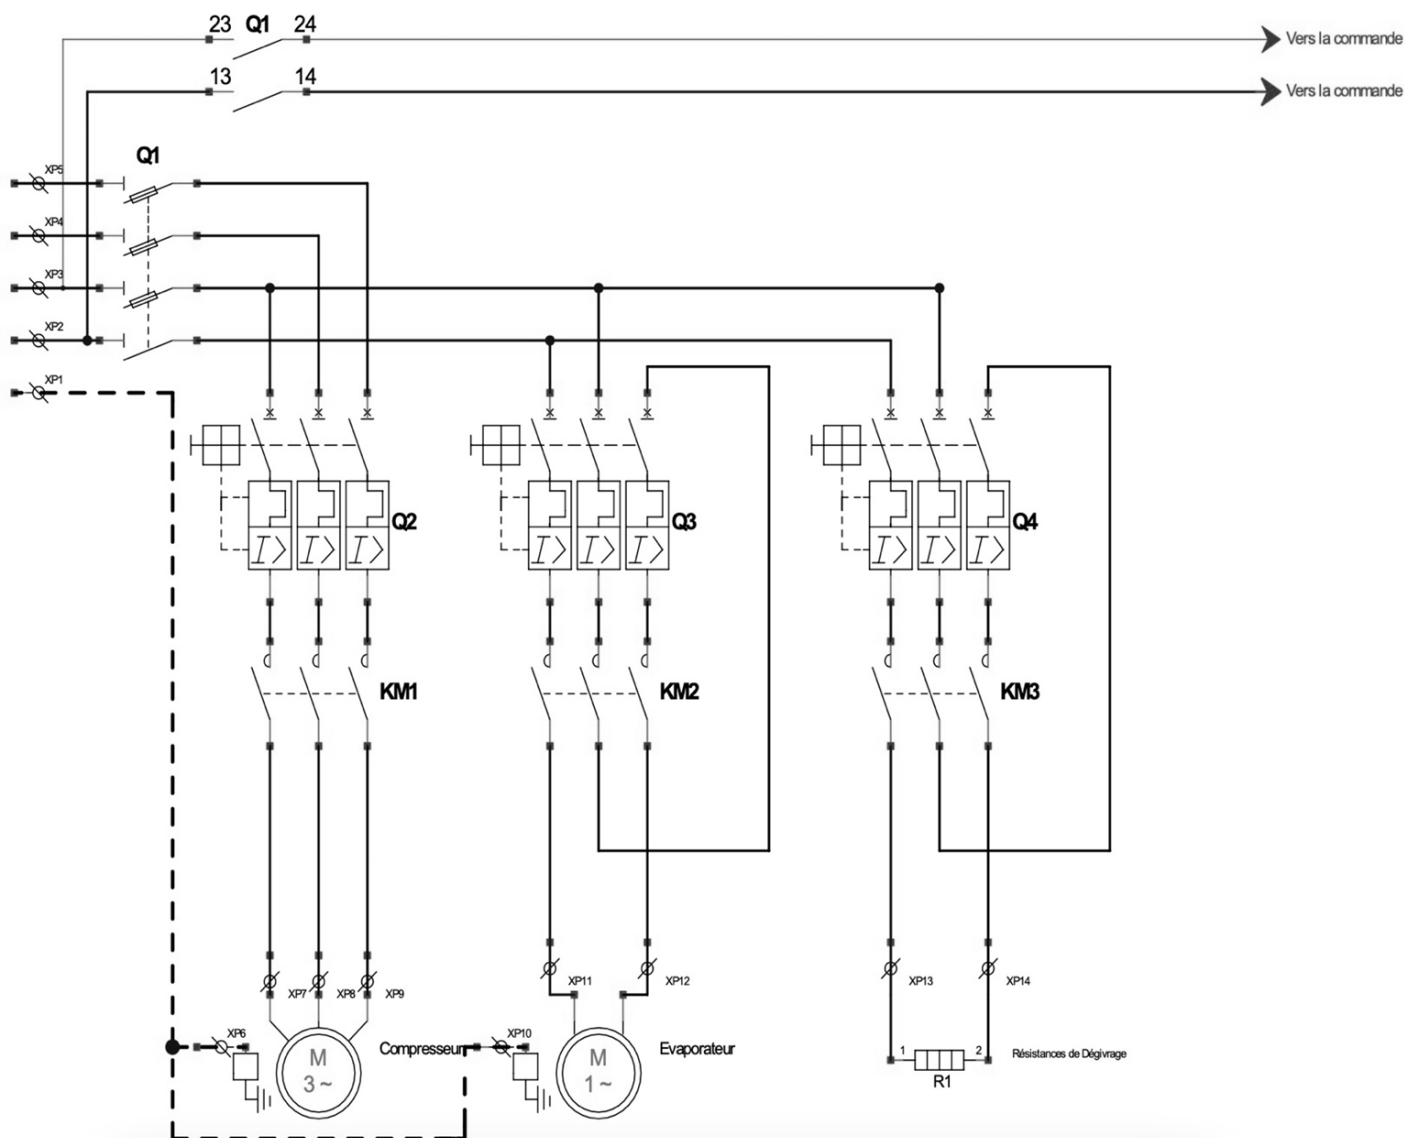 23 Q1 24
Vers la commande
13 14
Vers la commande
Q1
XP5
XP4
XP3
XP2
XP1
Q2 Q3 Q4
KM1 KM2 KM3
XP7 XP8 XP9 XP11 XP12 XP13 XP14
XP6 Compresseur XP10 Evaporateur 1 2 Résistances de Dégivrage
M M
3 ~ 1 ~ R1